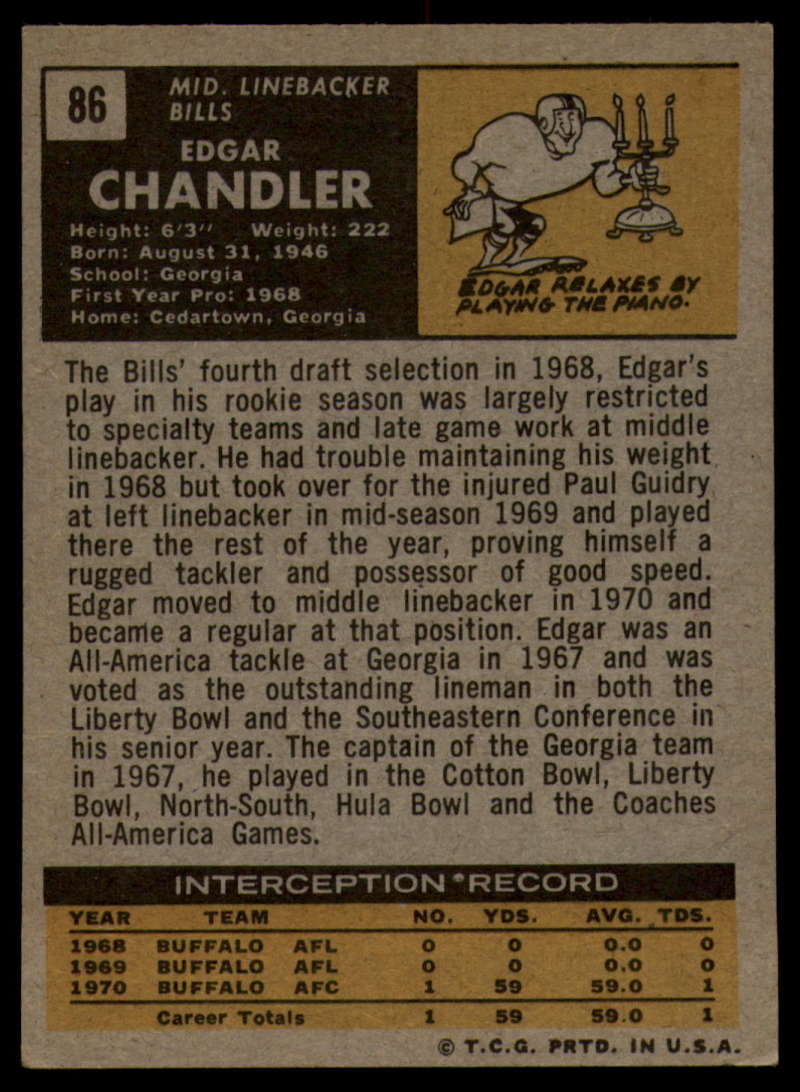 86
MID. LINEBACKER
BILLS
EDGAR
CHANDLER
Height: 6'3" Weight: 222
Born: August 31, 1946
School: Georgia
First Year Pro: 1968
Home: Cedartown, Georgia
EDGAR RELAXES BY
PLAYING THE PIANO.
The Bills' fourth draft selection in 1968, Edgar's
play in his rookie season was largely restricted
to specialty teams and late game work at middle
linebacker. He had trouble maintaining his weight
in 1968 but took over for the injured Paul Guidry
at left linebacker in mid-season 1969 and played
there the rest of the year, proving himself a
rugged tackler and possessor of good speed.
Edgar moved to middle linebacker in 1970 and
became a regular at that position. Edgar was an
All-America tackle at Georgia in 1967 and was
voted as the outstanding lineman in both the
Liberty Bowl and the Southeastern Conference in
his senior year. The captain of the Georgia team
in 1967, he played in the Cotton Bowl, Liberty
Bowl, North-South, Hula Bowl and the Coaches
All-America Games.
INTERCEPTION RECORD
YEAR TEAM NO. YDS. AVG. TDS.
1968 BUFFALO AFL 0 0 0.0 0
1969 BUFFALO AFL 0 0 0.0 0
1970 BUFFALO AFC 1 59 59.0 1
Career Totals 1 59 59.0 1
© T.C.G. PRTD. IN U.S.A.